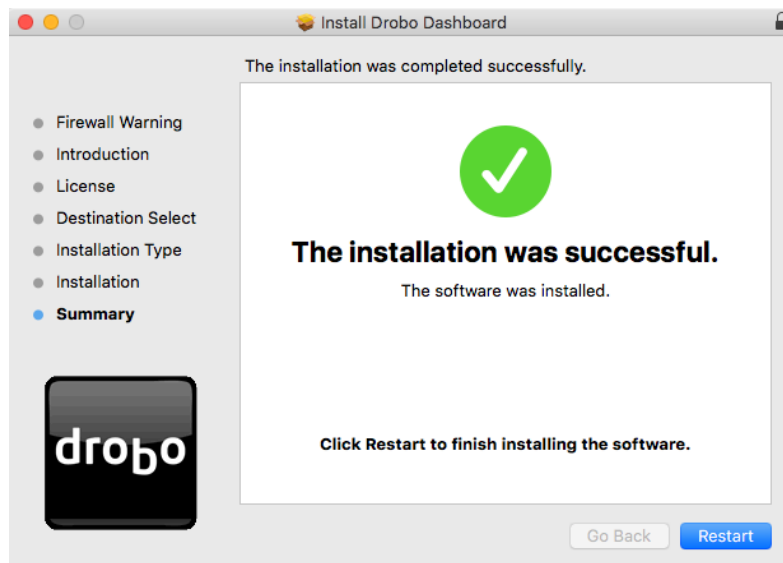 Install Drobo Dashboard
The installation was completed successfully.
Firewall Warning
Introduction
License
Destination Select
Installation Type
Installation
Summary
The installation was successful.
The software was installed.
Click Restart to finish installing the software.
drobo
Go Back
Restart